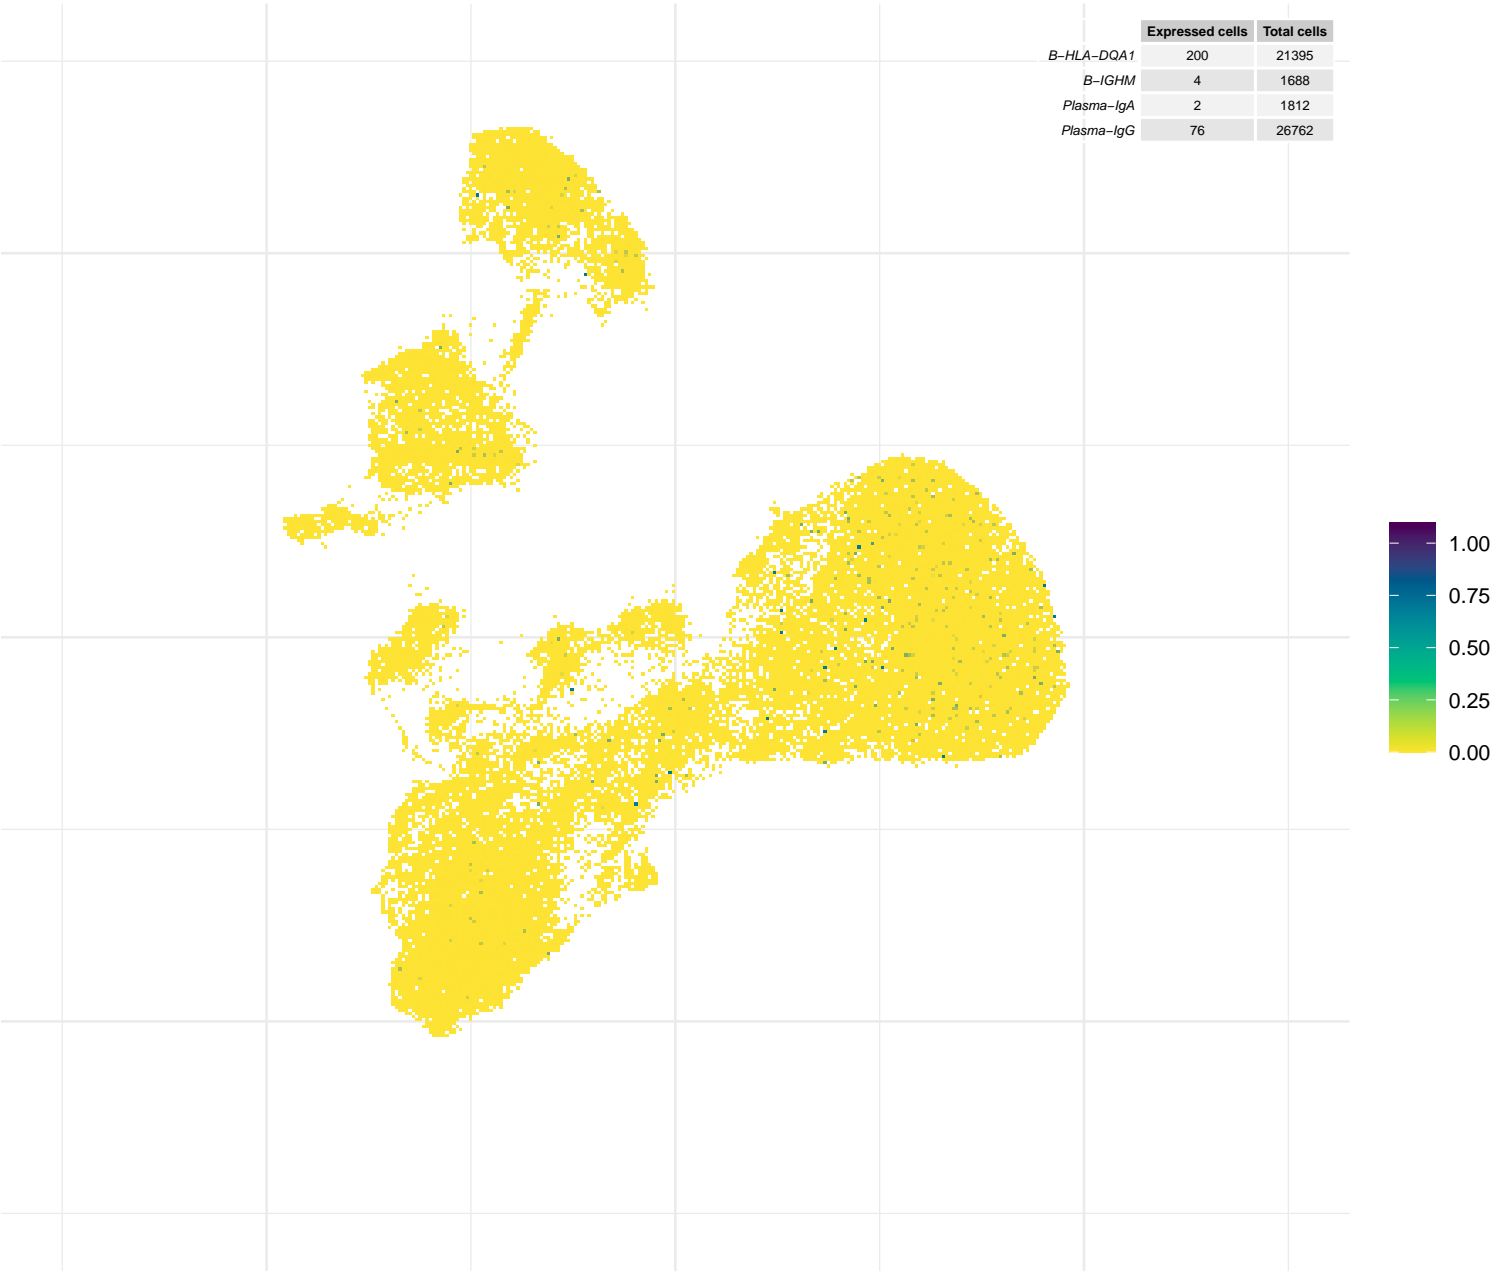 Expressed cells Total cells
B−HLA−DQA1 200 21395
B−IGHM 4 1688
Plasma−IgA 2 1812
Plasma−IgG 76 26762
1.00
0.75
0.50
0.25
0.00